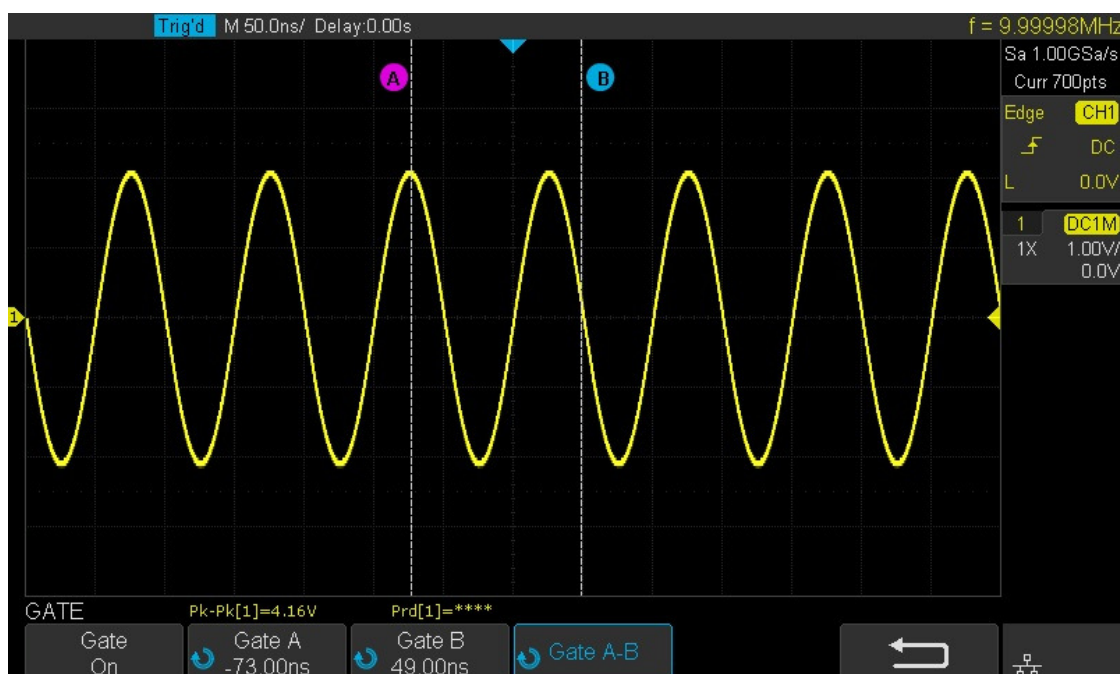 Trig'd M 50.0ns/ Delay:0.00s f = 9.99998MHz
Sa 1.00GSa/s
Curr 700pts
A B
Edge CH1
DC
L 0.0V
1 DC1M
1X 1.00V/
0.0V
1
GATE Pk-Pk[1]=4.16V Prd[1]=****
Gate Gate A Gate B Gate A-B
On -73.00ns 49.00ns